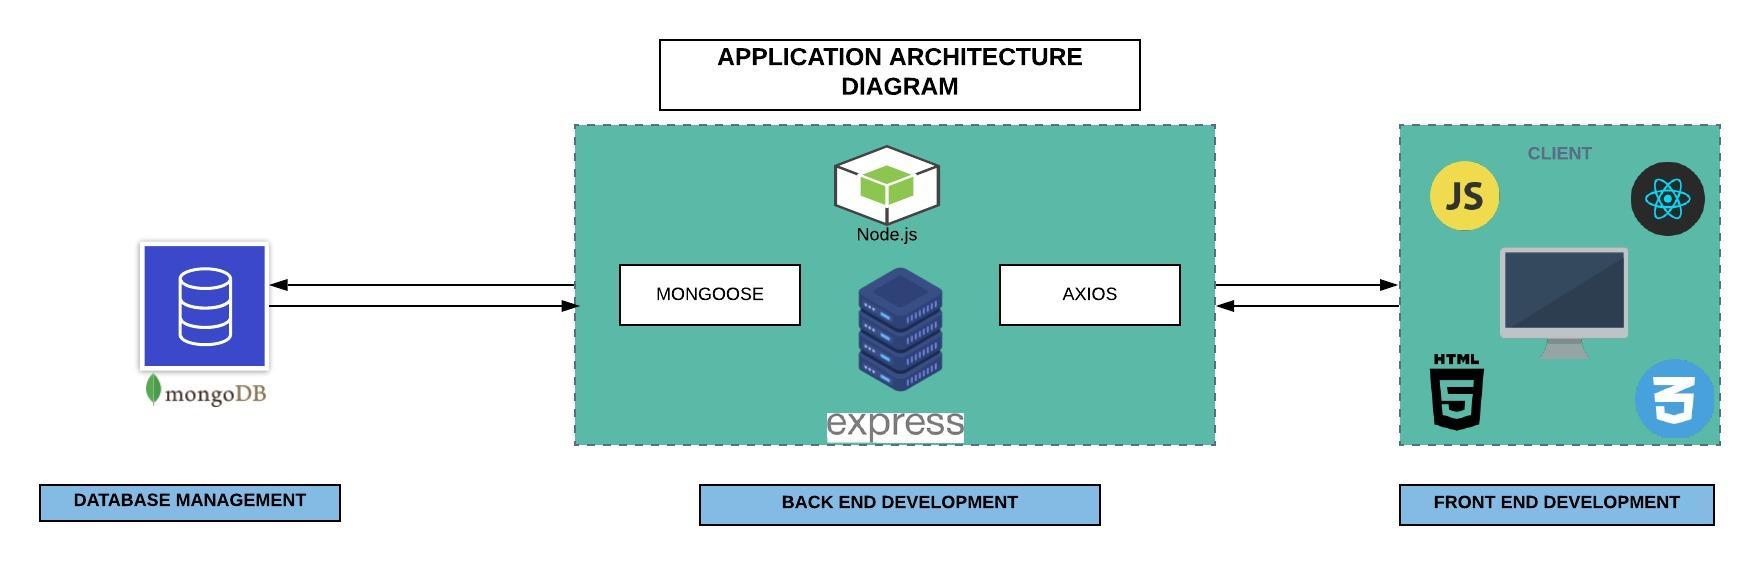 APPLICATION ARCHITECTURE
DIAGRAM
CLIENT
JS
Node.js
MONGOOSE
AXIOS
HTML
5
3
mongoDB
express
DATABASE MANAGEMENT
BACK END DEVELOPMENT
FRONT END DEVELOPMENT